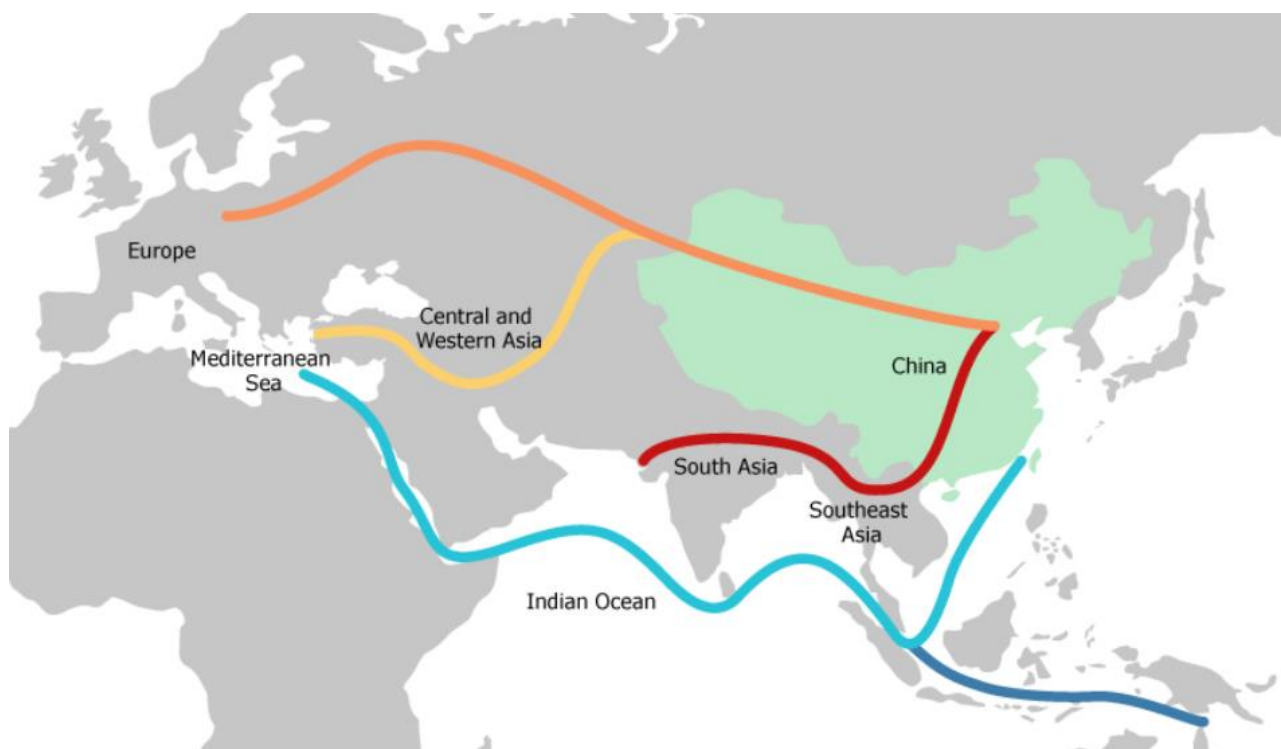 Europe
Central and
Western Asia
Mediterranean
Sea
China
South Asia
Southeast
Asia
Indian Ocean